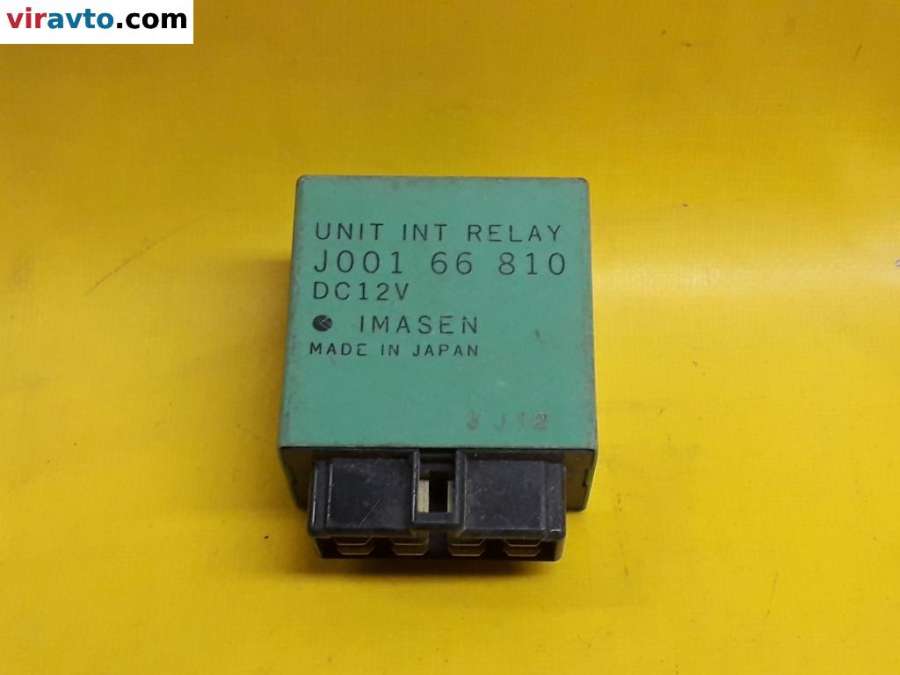 viravto.com
UNIT INT RELAY
J001 66 810
DC12V
IMASEN
MADE IN JAPAN